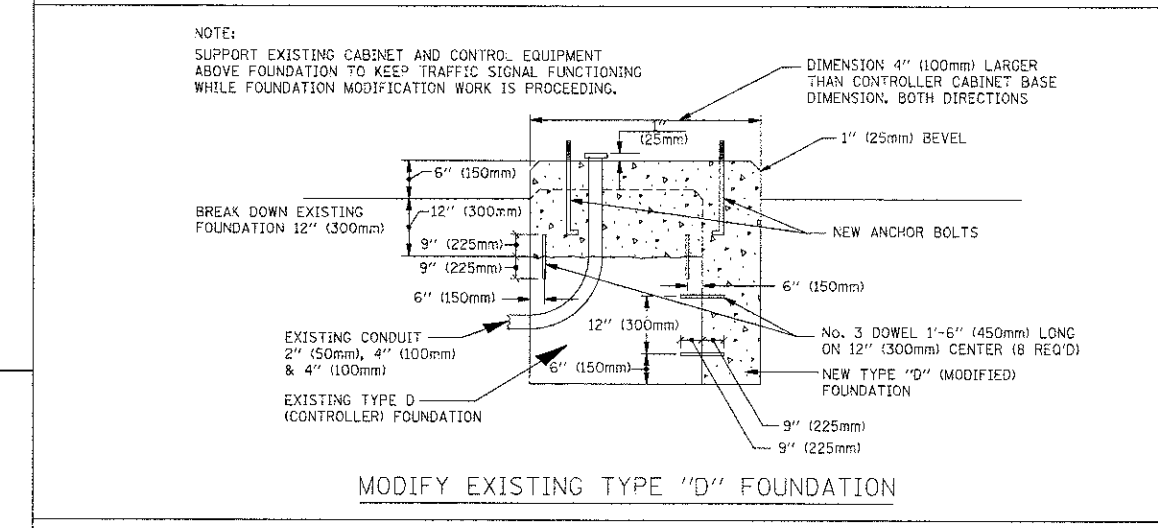 NOTE:
SUPPORT EXISTING CABINET AND CONTROL EQUIPMENT
ABOVE FOUNDATION TO KEEP TRAFFIC SIGNAL FUNCTIONING
WHILE FOUNDATION MODIFICATION WORK IS PROCEEDING.
DIMENSION 4" (100mm) LARGER
THAN CONTROLLER CABINET BASE
DIMENSION, BOTH DIRECTIONS
1"
(25mm)
1" (25mm) BEVEL
6" (150mm)
BREAK DOWN EXISTING
FOUNDATION 12" (300mm)
12" (300mm)
NEW ANCHOR BOLTS
9" (225mm)
9" (225mm)
6" (150mm)
6" (150mm)
EXISTING CONDUIT
2" (50mm), 4" (100mm)
& 4" (100mm)
12" (300mm)
No. 3 DOWEL 1'-6" (450mm) LONG
ON 12" (300mm) CENTER (8 REQ'D)
6" (150mm)
NEW TYPE "D" (MODIFIED)
FOUNDATION
EXISTING TYPE D
(CONTROLLER) FOUNDATION
9" (225mm)
9" (225mm)
MODIFY EXISTING TYPE "D" FOUNDATION